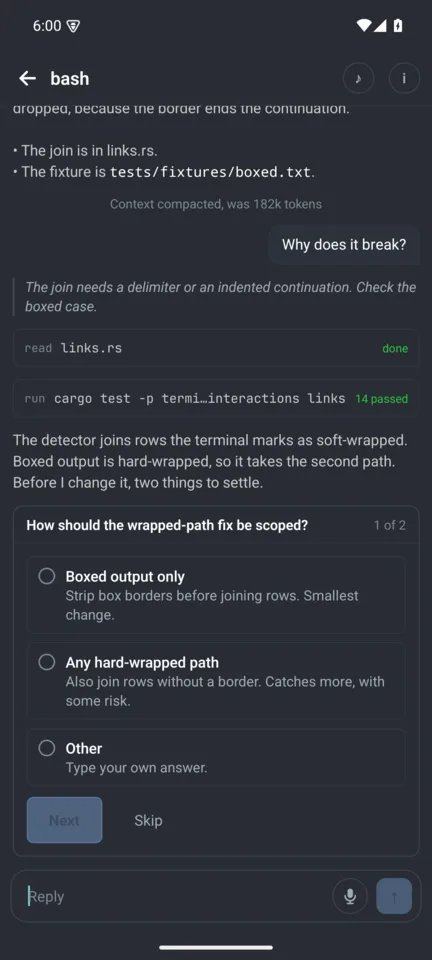 6:00
bash
dropped, because the border ends the continuation.
• The join is in links.rs.
• The fixture is tests/fixtures/boxed.txt.
Context compacted, was 182k tokens
Why does it break?
The join needs a delimiter or an indented continuation. Check the
boxed case.
read links.rs done
run cargo test -p termi…interactions links 14 passed
The detector joins rows the terminal marks as soft-wrapped.
Boxed output is hard-wrapped, so it takes the second path.
Before I change it, two things to settle.
How should the wrapped-path fix be scoped? 1 of 2
Boxed output only
Strip box borders before joining rows. Smallest
change.
Any hard-wrapped path
Also join rows without a border. Catches more, with
some risk.
Other
Type your own answer.
Next Skip
Reply